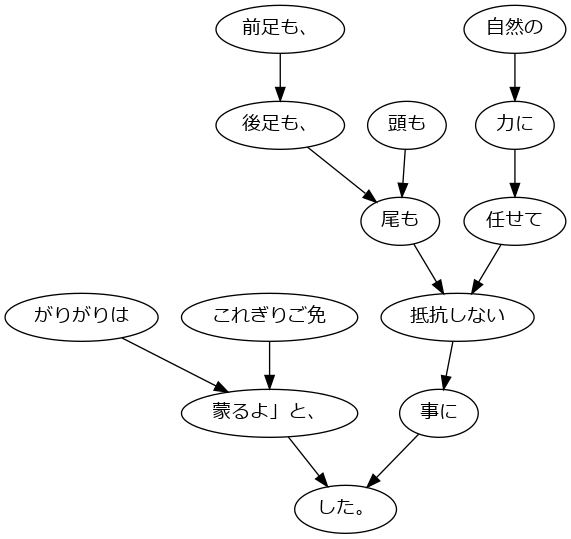 前足も、
自然の
後足も、
頭も
力に
尾も
任せて
がりがりは
これぎりご免
抵抗しない
蒙るよ」と、
事に
した。